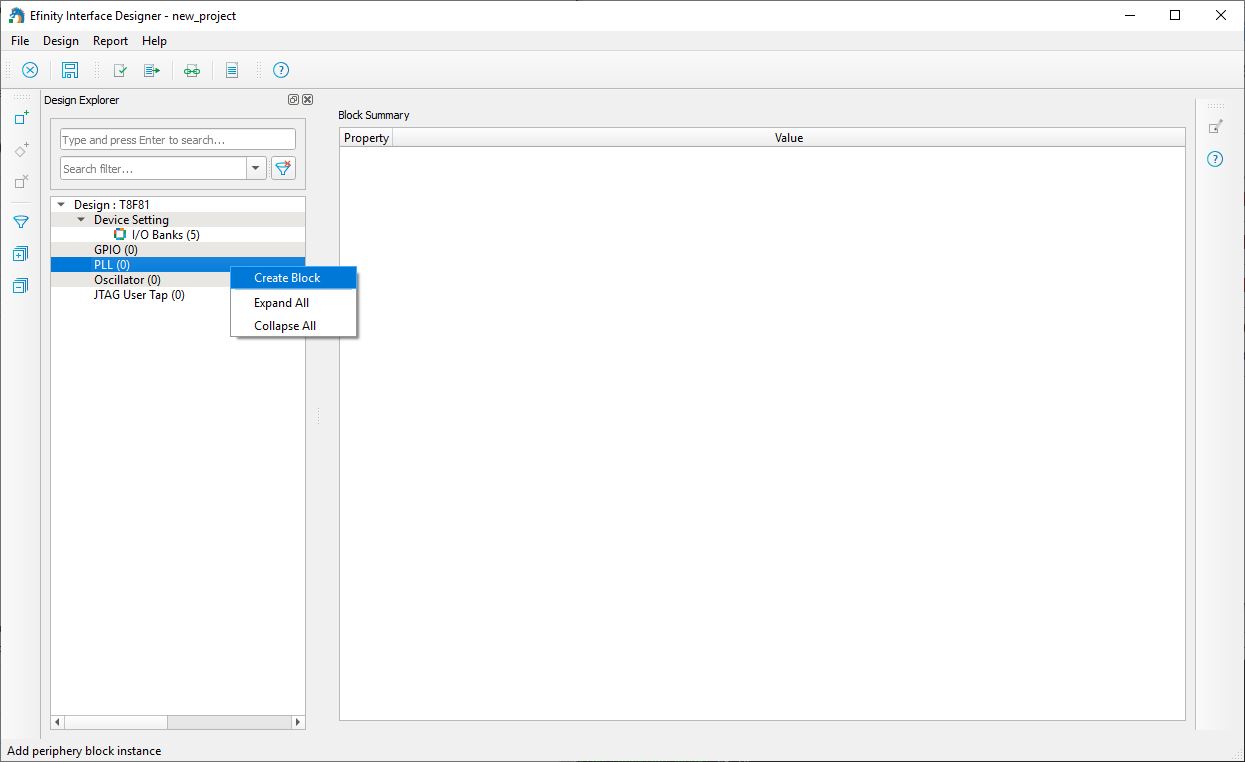 Efinity Interface Designer - new_project
File Design Report Help
Design Explorer
Type and press Enter to search...
Search filter...
Design : T8F81
Device Setting
I/O Banks (5)
GPIO (0)
PLL (0)
Oscillator (0)
JTAG User Tap (0)
Create Block
Expand All
Collapse All
Block Summary
Property Value
Add periphery block instance